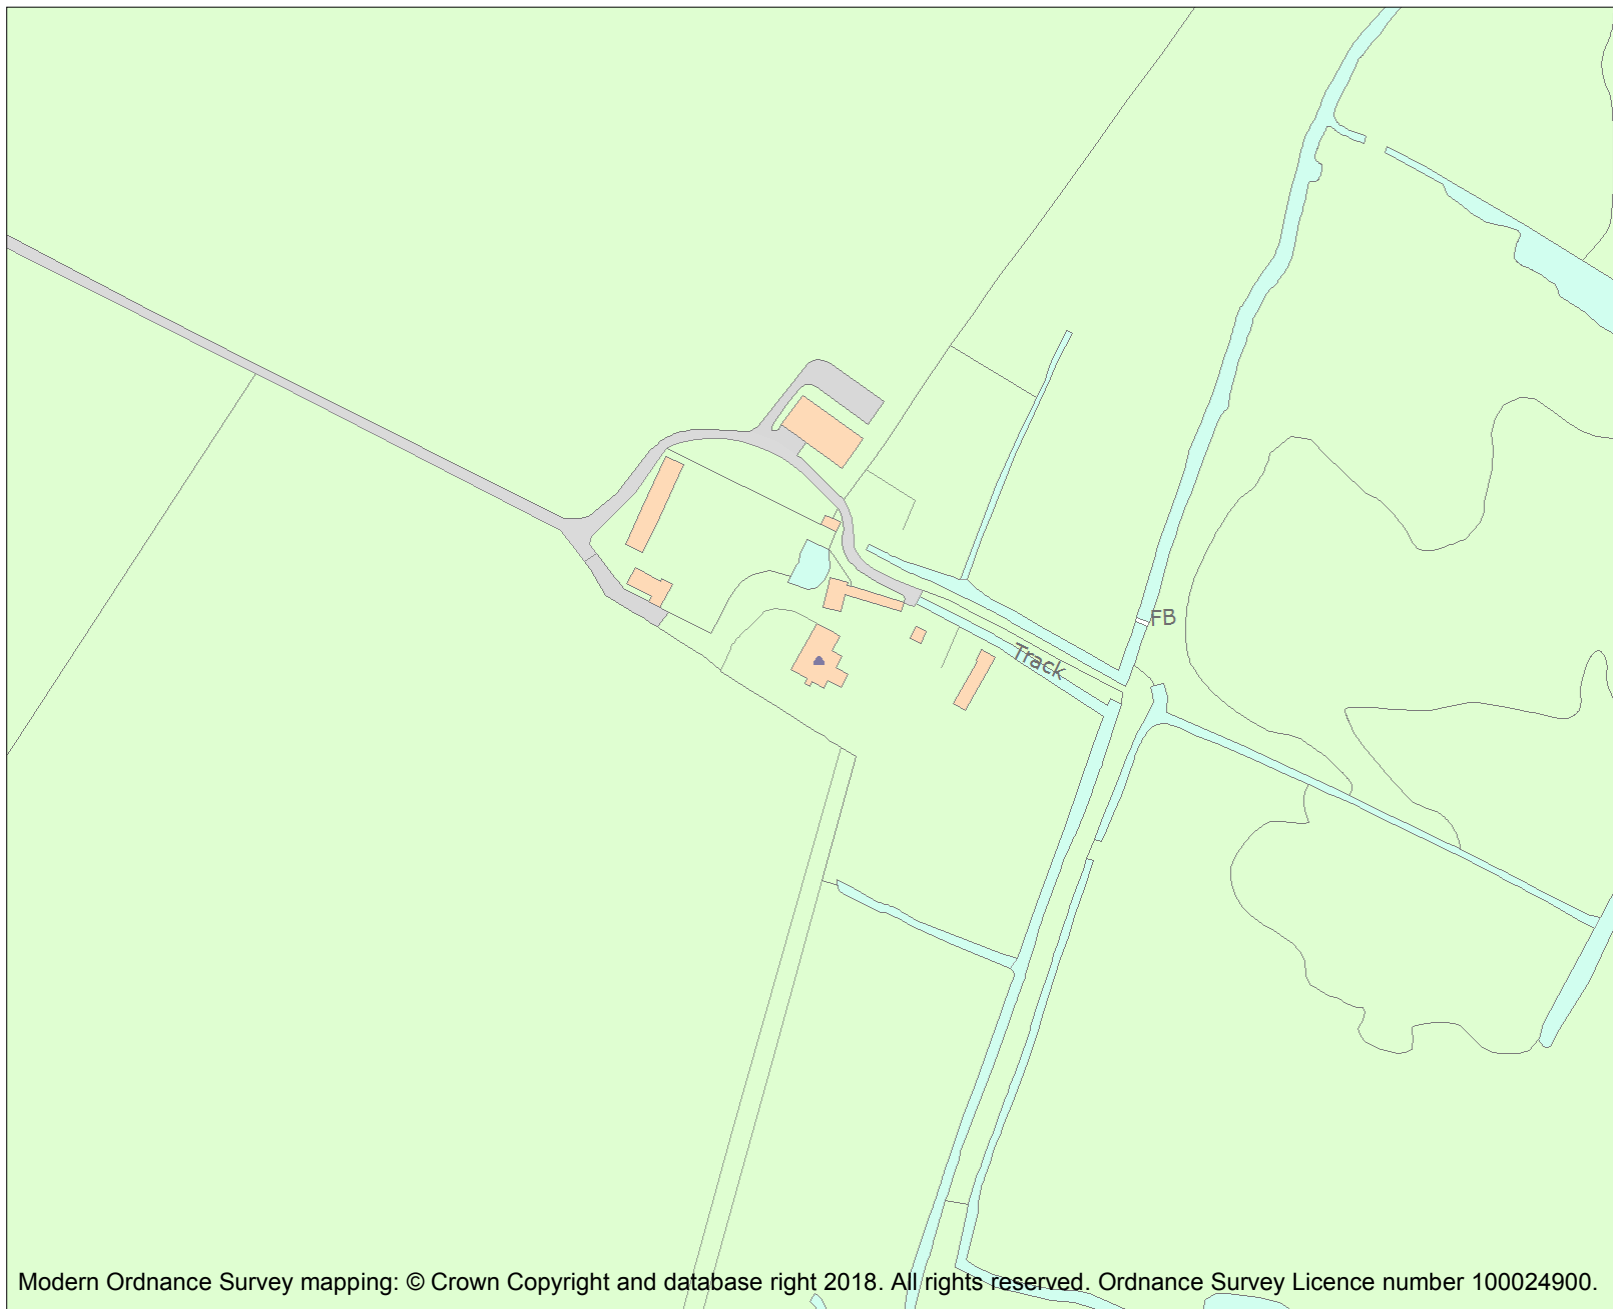 FB
Track
Modern Ordnance Survey mapping: © Crown Copyright and database right 2018. All rights reserved. Ordnance Survey Licence number 100024900.